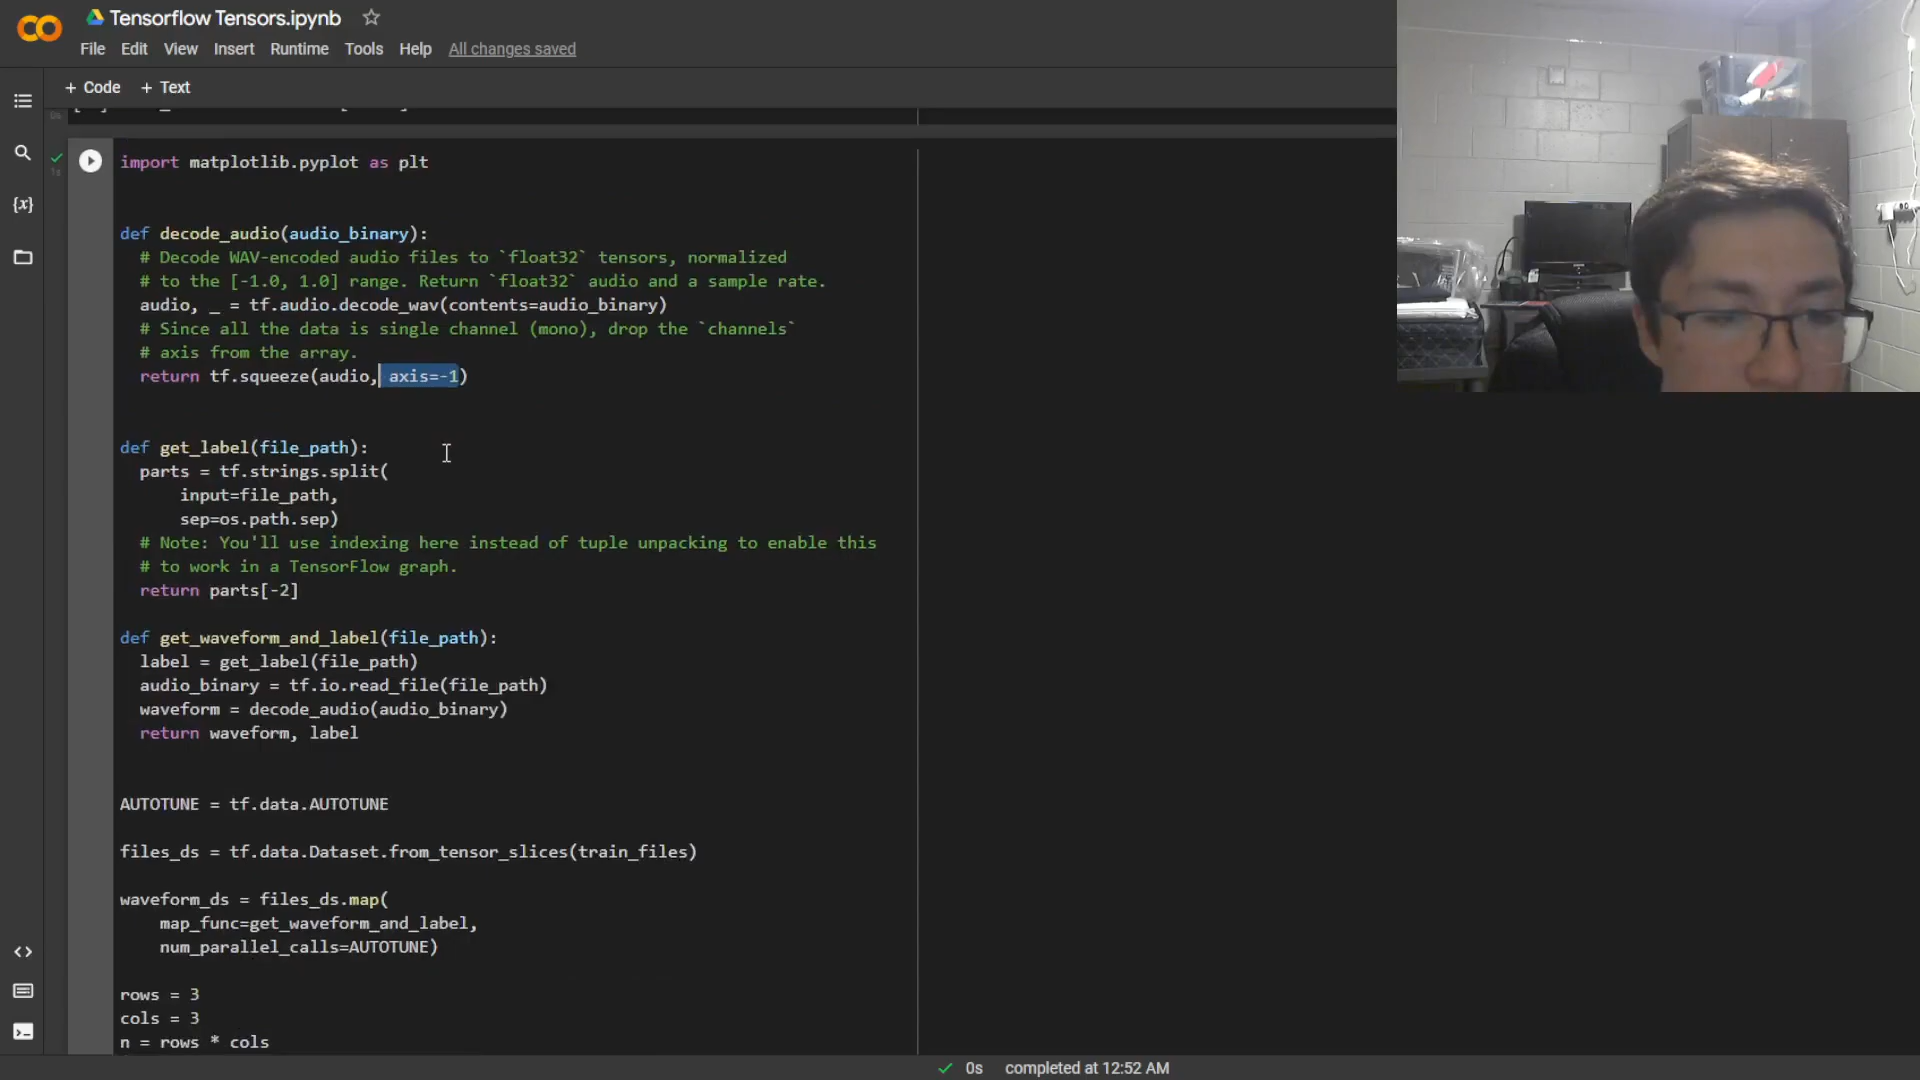 Tensorflow Tensors.ipynb
File Edit View Insert Runtime Tools Help All changes saved
+ Code + Text
import matplotlib.pyplot as plt
def decode_audio(audio_binary):
# Decode WAV-encoded audio files to `float32` tensors, normalized
# to the [-1.0, 1.0] range. Return `float32` audio and a sample rate.
audio, _ = tf.audio.decode_wav(contents=audio_binary)
# Since all the data is single channel (mono), drop the `channels`
# axis from the array.
return tf.squeeze(audio, axis=-1)
def get_label(file_path):
parts = tf.strings.split(
input=file_path,
sep=os.path.sep)
# Note: You'll use indexing here instead of tuple unpacking to enable this
# to work in a TensorFlow graph.
return parts[-2]
def get_waveform_and_label(file_path):
label = get_label(file_path)
audio_binary = tf.io.read_file(file_path)
waveform = decode_audio(audio_binary)
return waveform, label
AUTOTUNE = tf.data.AUTOTUNE
files_ds = tf.data.Dataset.from_tensor_slices(train_files)
waveform_ds = files_ds.map(
map_func=get_waveform_and_label,
num_parallel_calls=AUTOTUNE)
rows = 3
cols = 3
n = rows * cols
0s completed at 12:52 AM